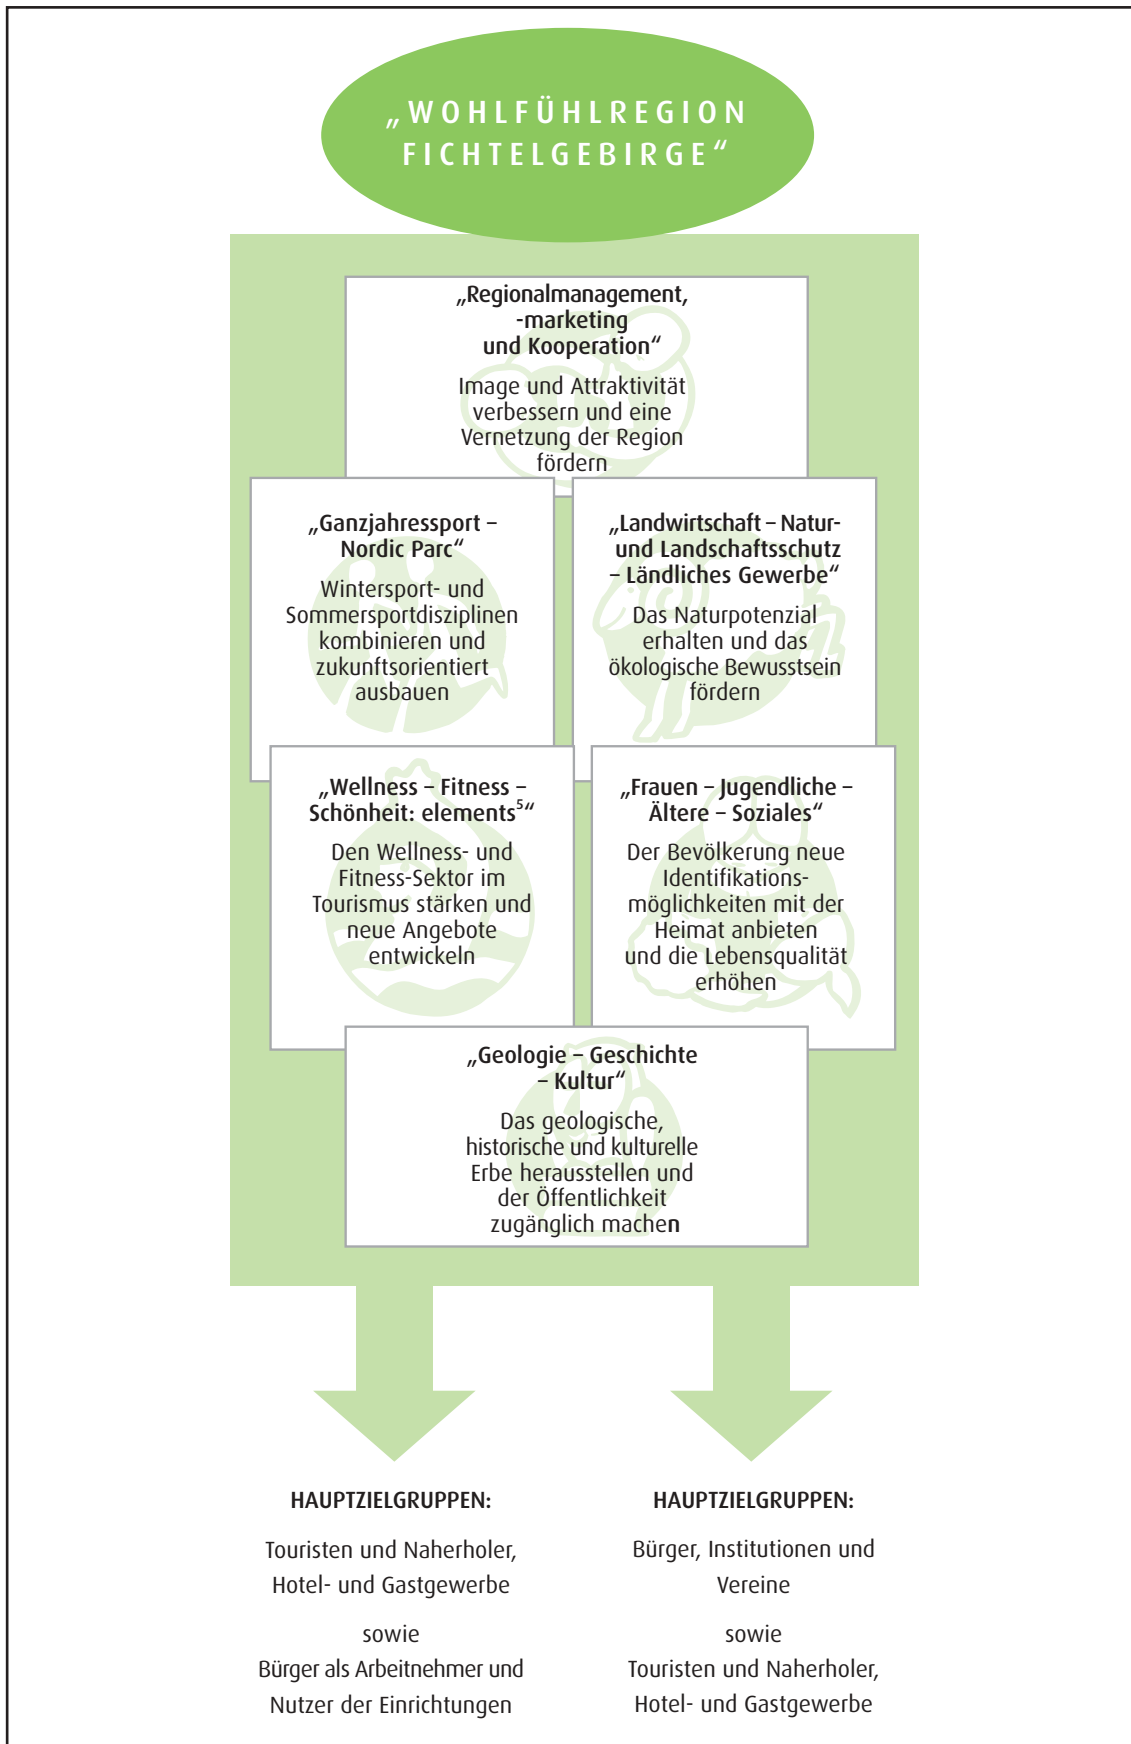 „WOHLFÜHLREGION
FICHTELGEBIRGE“
„Regionalmanagement,
-marketing
und Kooperation“
Image und Attraktivität
verbessern und eine
Vernetzung der Region
fördern
„Ganzjahressport –
Nordic Parc“
Wintersport- und
Sommersportdisziplinen
kombinieren und
zukunftsorientiert
ausbauen
„Landwirtschaft – Natur-
und Landschaftsschutz
– Ländliches Gewerbe“
Das Naturpotenzial
erhalten und das
ökologische Bewusstsein
fördern
„Wellness – Fitness –
Schönheit: elements⁵“
Den Wellness- und
Fitness-Sektor im
Tourismus stärken und
neue Angebote
entwickeln
„Frauen – Jugendliche –
Ältere – Soziales“
Der Bevölkerung neue
Identifikations-
möglichkeiten mit der
Heimat anbieten
und die Lebensqualität
erhöhen
„Geologie – Geschichte
– Kultur“
Das geologische,
historische und kulturelle
Erbe herausstellen und
der Öffentlichkeit
zugänglich machen
HAUPTZIELGRUPPEN:
Touristen und Naherholer,
Hotel- und Gastgewerbe
sowie
Bürger als Arbeitnehmer und
Nutzer der Einrichtungen
HAUPTZIELGRUPPEN:
Bürger, Institutionen und
Vereine
sowie
Touristen und Naherholer,
Hotel- und Gastgewerbe